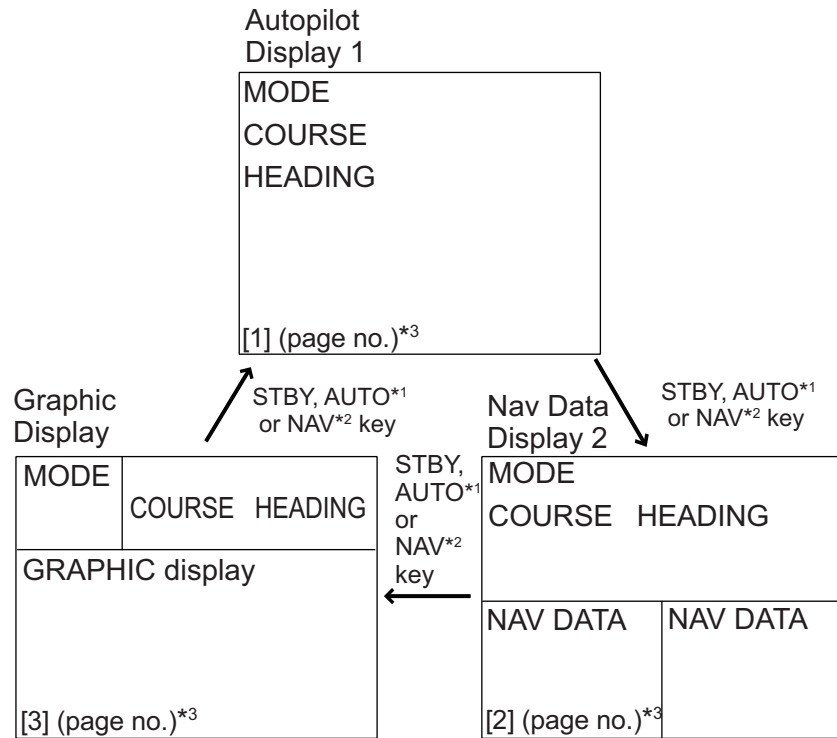 Autopilot
Display 1
MODE
COURSE
HEADING
[1] (page no.)*3
STBY, AUTO*1
or NAV*2 key
STBY, AUTO*1
or NAV*2 key
Graphic
Display
MODE
COURSE HEADING
GRAPHIC display
[3] (page no.)*3
STBY,
AUTO*1
or
NAV*2
key
Nav Data
Display 2
MODE
COURSE HEADING
NAV DATA NAV DATA
[2] (page no.)*3